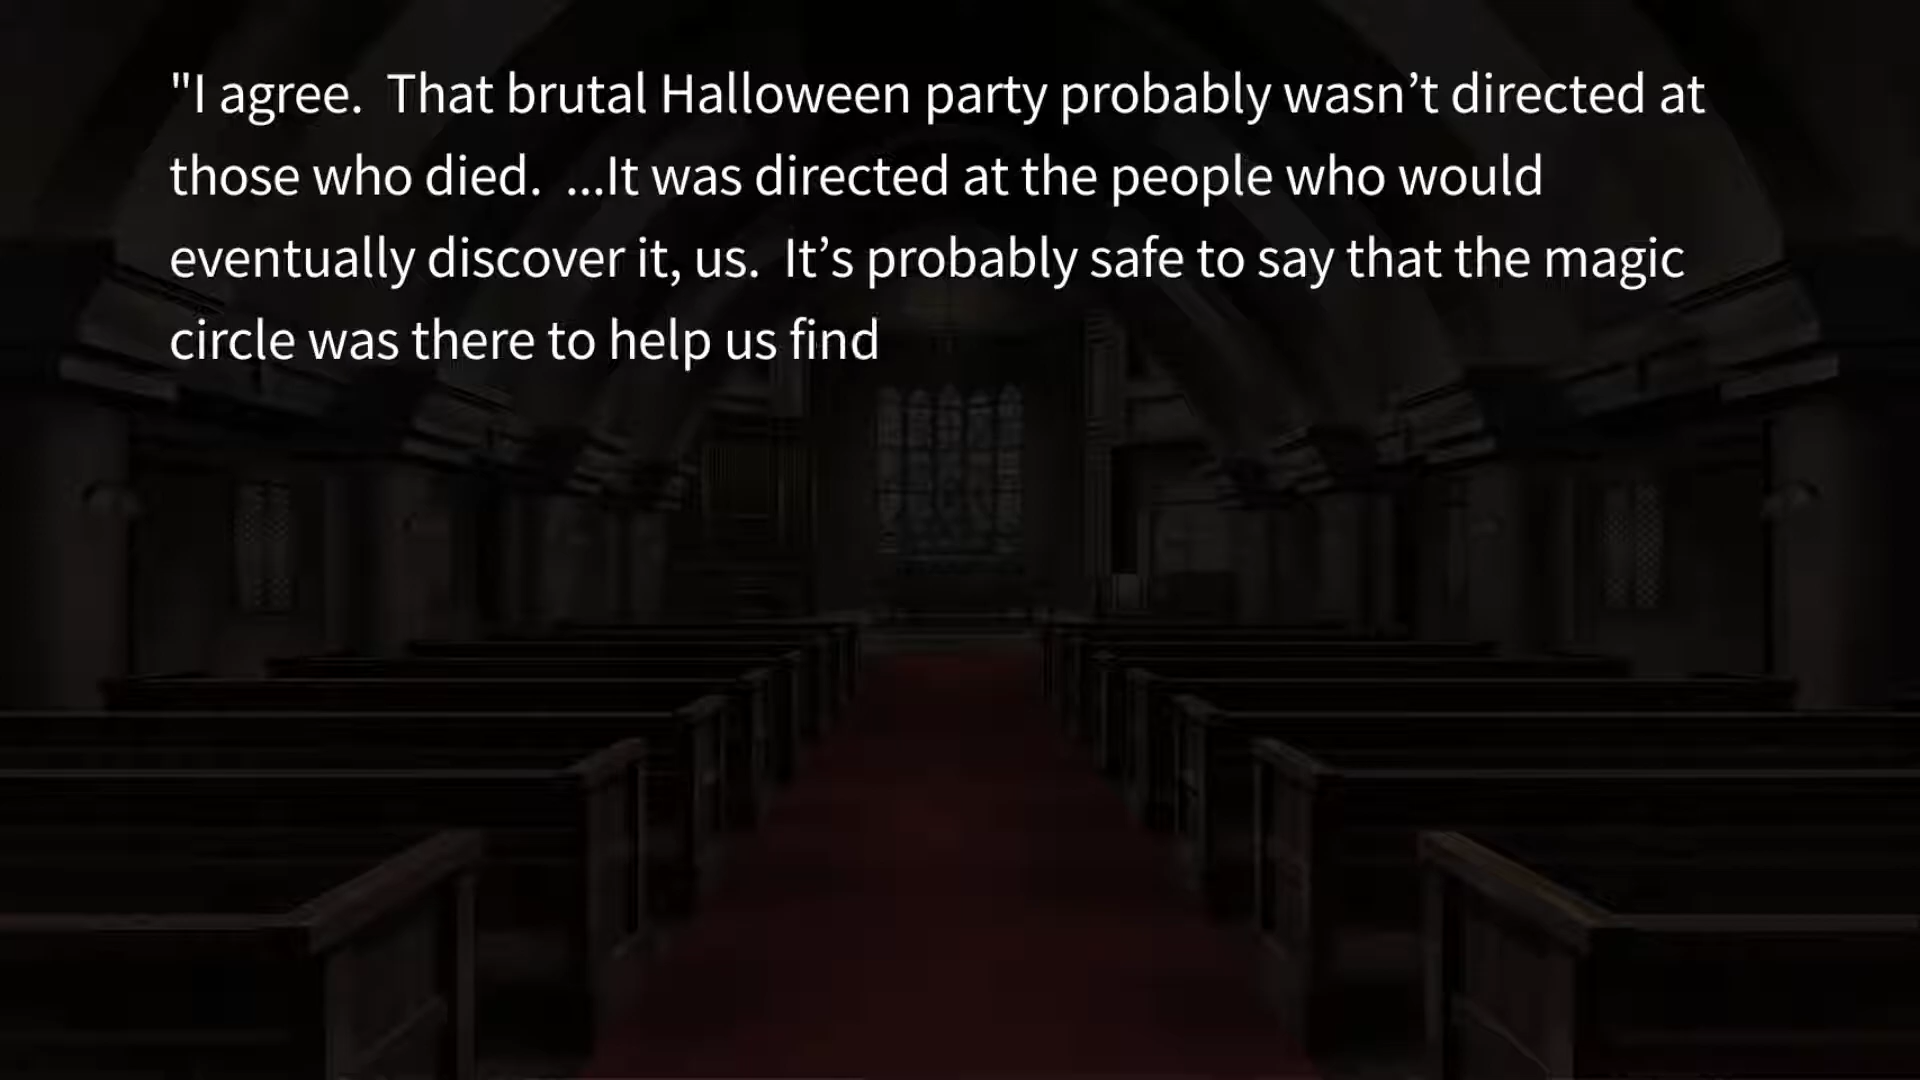 "I agree.  That brutal Halloween party probably wasn’t directed at
those who died.  ...It was directed at the people who would
eventually discover it, us.  It’s probably safe to say that the magic
circle was there to help us find